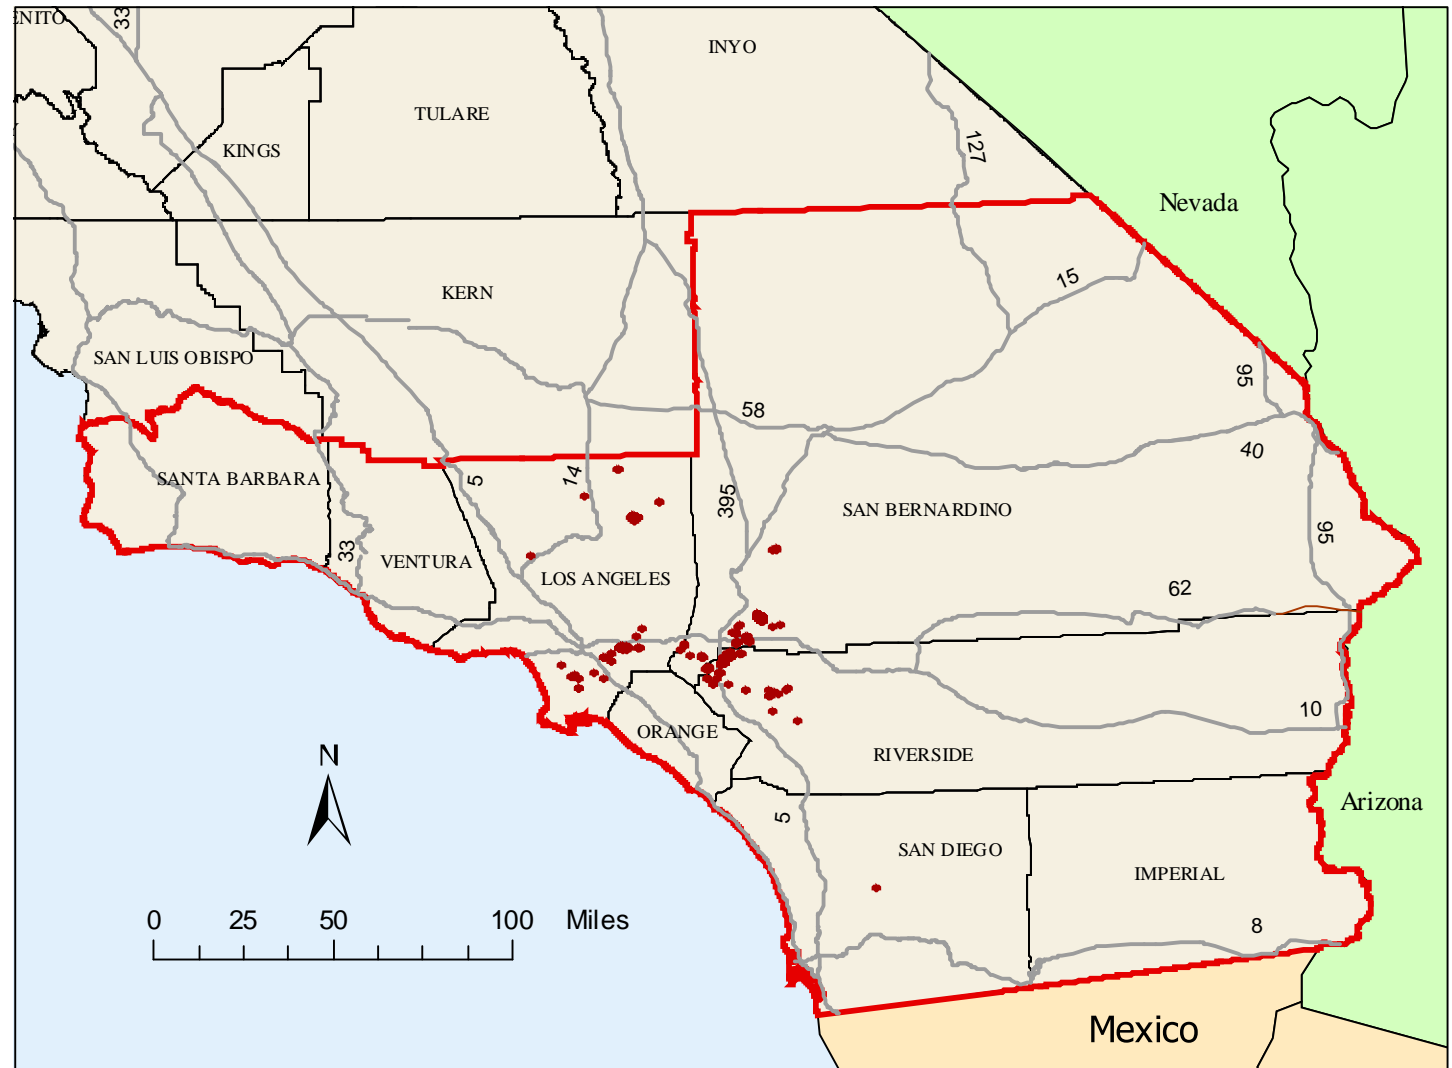 ENITO
33
INYO
TULARE
127
KINGS
Nevada
15
KERN
SAN LUIS OBISPO
95
58
40
SANTA BARBARA
5
14
395
SAN BERNARDINO
95
33
VENTURA
LOS ANGELES
62
10
ORANGE
RIVERSIDE
N
Arizona
5
SAN DIEGO
IMPERIAL
0 25 50 100 Miles
8
Mexico